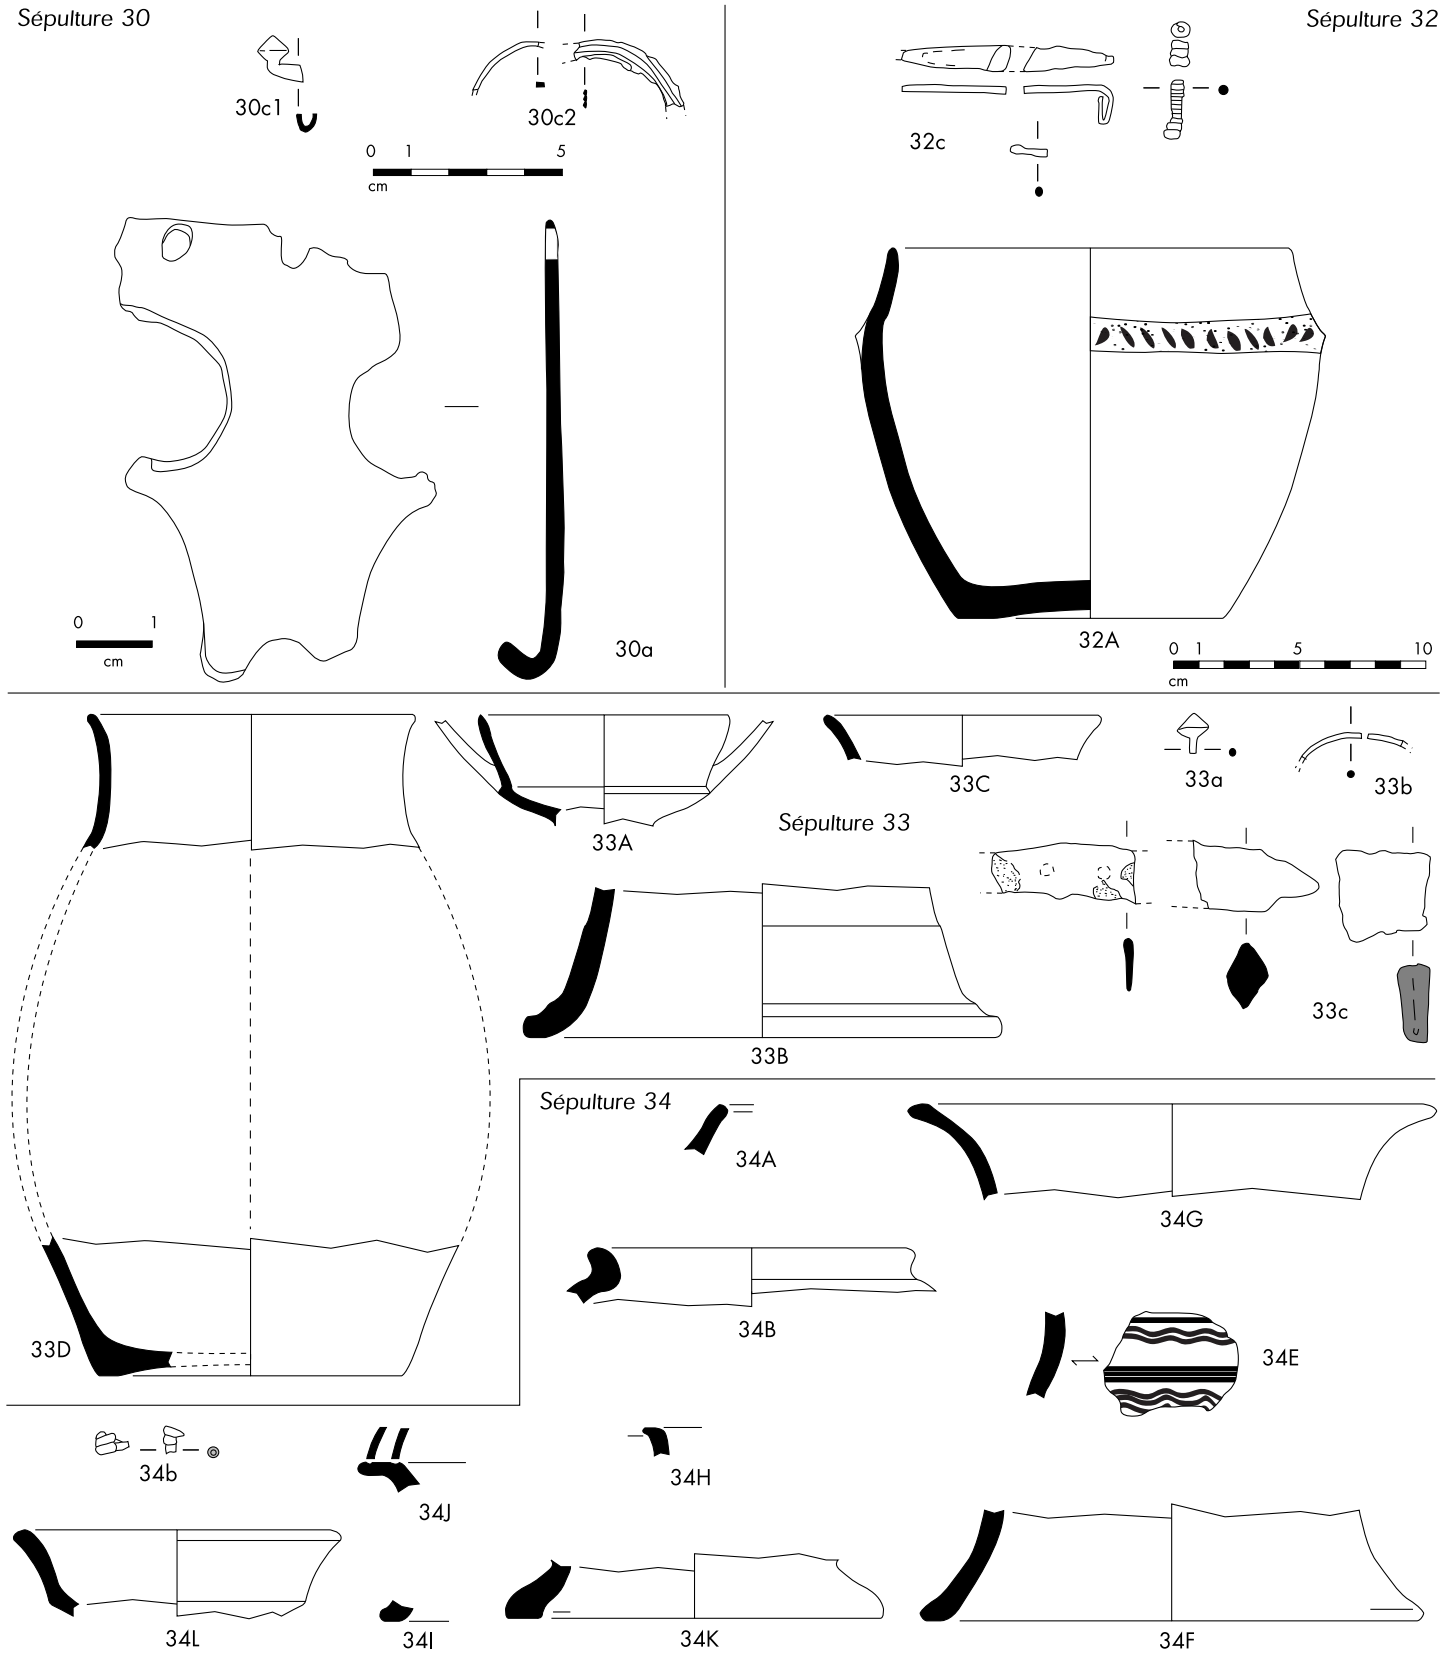 Sépulture 30
30c1
30c2
0 1 5
cm
0 1
cm
30a
Sépulture 32
32c
32A
0 1 5 10
cm
33A
33C
33a
33b
Sépulture 33
33B
33c
33D
Sépulture 34
34A
34G
34B
34E
34b
34J
34H
34L
34I
34K
34F